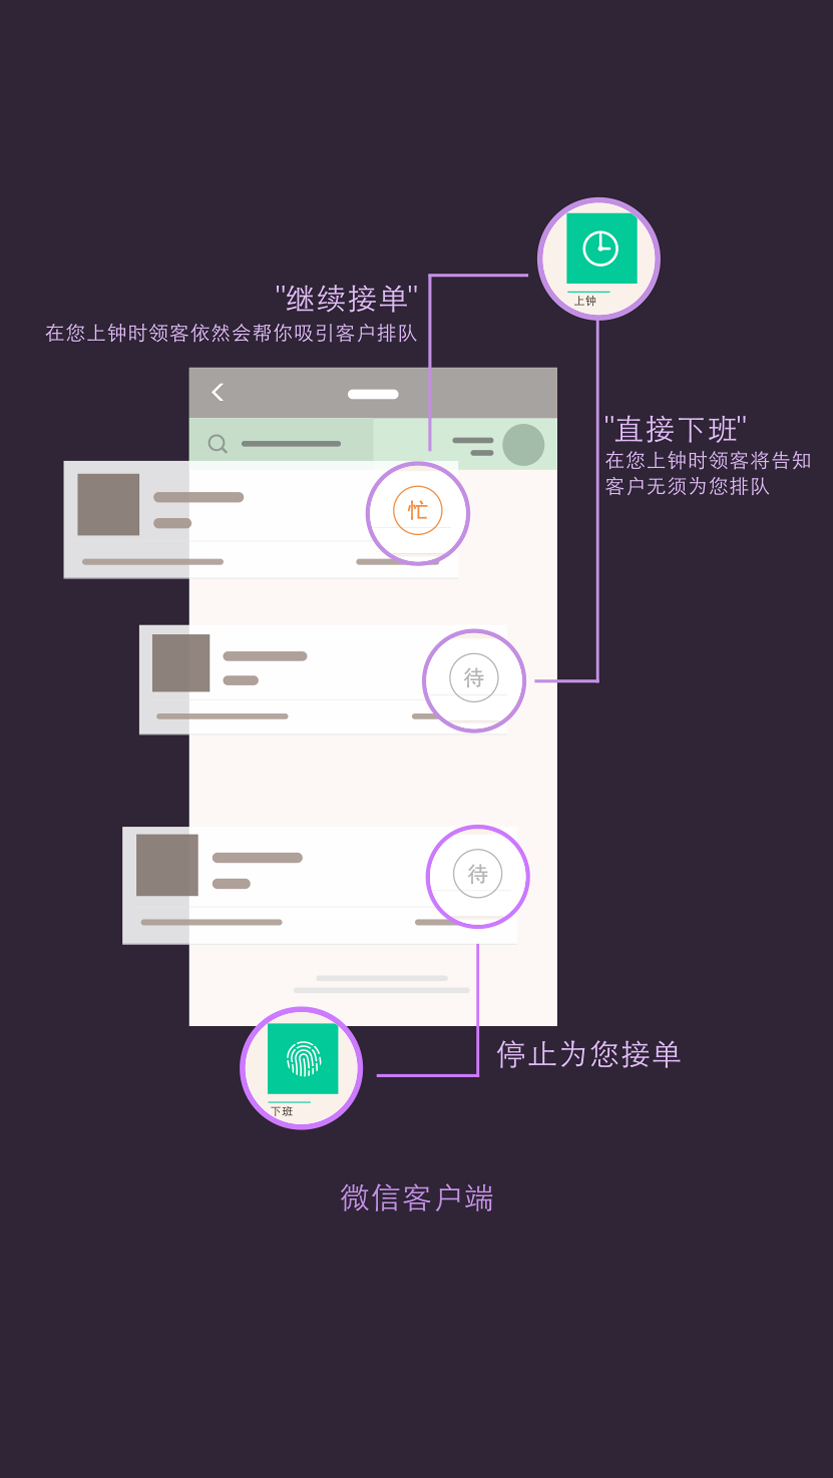 上钟
"继续接单"
在您上钟时领客依然会帮你吸引客户排队
"直接下班"
在您上钟时领客将告知
客户无须为您排队
忙
待
待
停止为您接单
下班
微信客户端